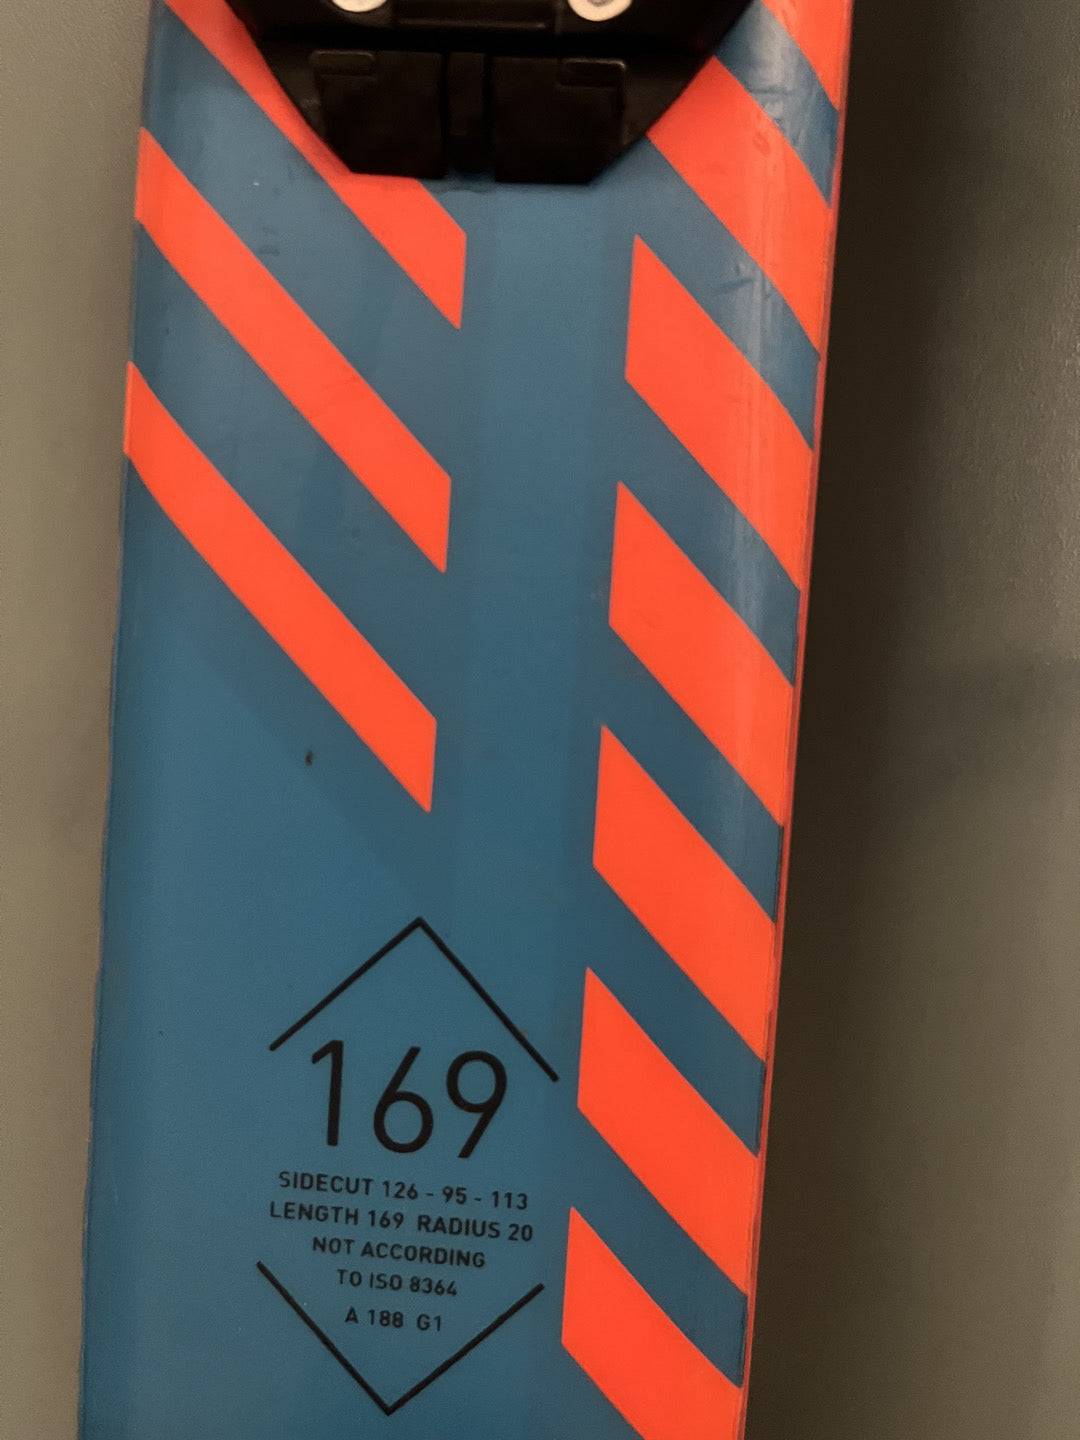 169
SIDECUT 126 - 95 - 113
LENGTH 169 RADIUS 20
NOT ACCORDING
TO ISO 8364
A 188 G1